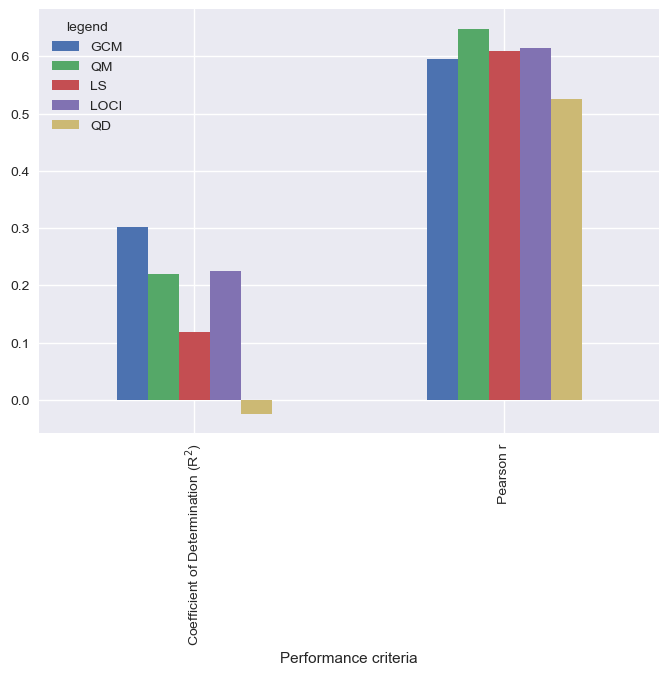 legend
GCM
QM
LS
LOCI
QD
0.6
0.5
0.4
0.3
0.2
0.1
0.0
Coefficient of Determination (R²)
Pearson r
Performance criteria